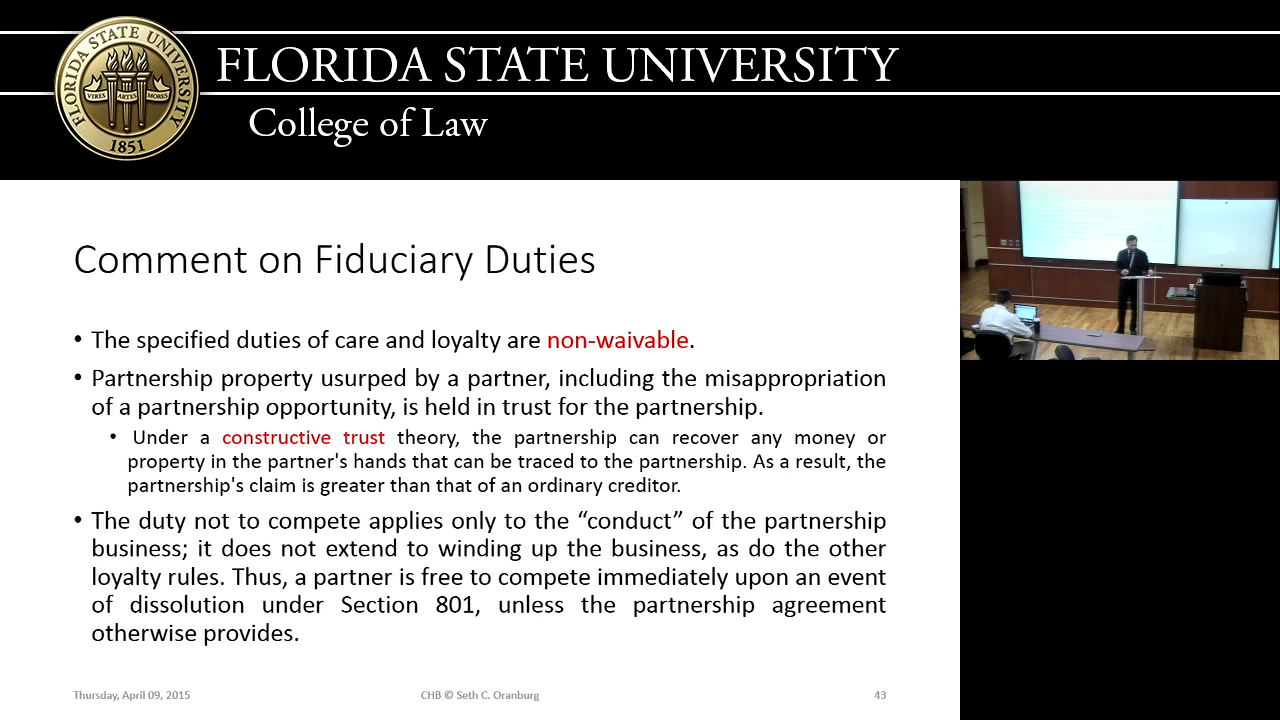 FLORIDA STATE UNIVERSITY
College of Law
FLORIDA STATE UNIVERSITY
VIRES ARTES MORES
1851
Comment on Fiduciary Duties
• The specified duties of care and loyalty are non-waivable.
• Partnership property usurped by a partner, including the misappropriation
of a partnership opportunity, is held in trust for the partnership.
• Under a constructive trust theory, the partnership can recover any money or
property in the partner's hands that can be traced to the partnership. As a result, the
partnership's claim is greater than that of an ordinary creditor.
• The duty not to compete applies only to the “conduct” of the partnership
business; it does not extend to winding up the business, as do the other
loyalty rules. Thus, a partner is free to compete immediately upon an event
of dissolution under Section 801, unless the partnership agreement
otherwise provides.
Thursday, April 09, 2015
CHB © Seth C. Oranburg
43